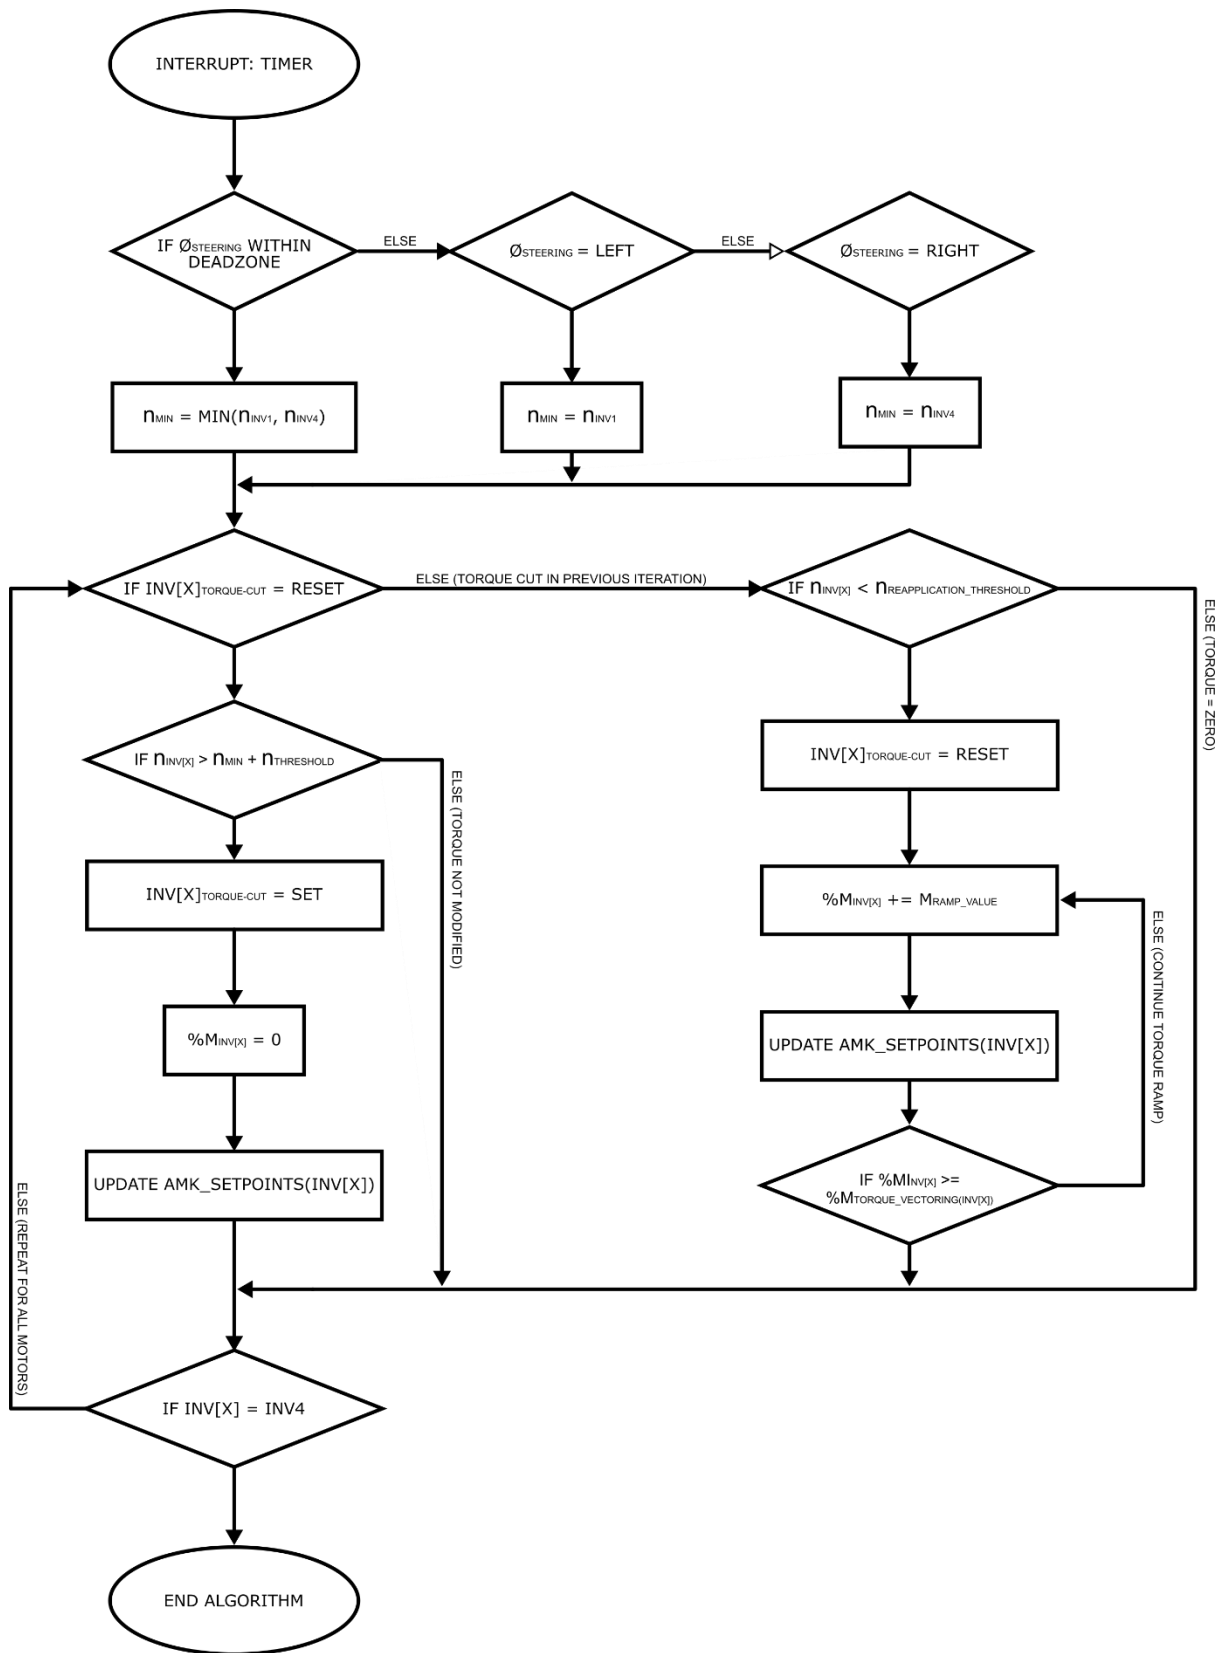 INTERRUPT: TIMER
IF ØSTEERING WITHIN
DEADZONE
ELSE
ØSTEERING = LEFT
ELSE
ØSTEERING = RIGHT
nMIN = MIN(nINV1, nINV4)
nMIN = nINV1
nMIN = nINV4
IF INV[X]TORQUE-CUT = RESET
ELSE (TORQUE CUT IN PREVIOUS ITERATION)
IF nINV[X] < nREAPPLICATION_THRESHOLD
ELSE (TORQUE = ZERO)
IF nINV[X] > nMIN + nTHRESHOLD
ELSE (TORQUE NOT MODIFIED)
INV[X]TORQUE-CUT = RESET
INV[X]TORQUE-CUT = SET
%MINV[X] += MRAMP_VALUE
ELSE (CONTINUE TORQUE RAMP)
%MINV[X] = 0
UPDATE AMK_SETPOINTS(INV[X])
UPDATE AMK_SETPOINTS(INV[X])
IF %MINV[X] >=
%MTORQUE_VECTORING(INV[X])
ELSE (REPEAT FOR ALL MOTORS)
IF INV[X] = INV4
END ALGORITHM